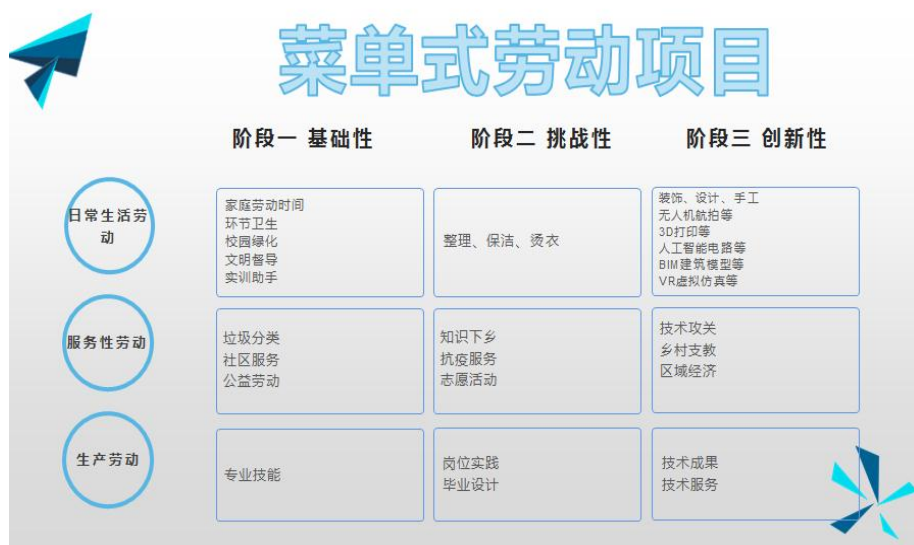 菜单式劳动项目
阶段一 基础性
阶段二 挑战性
阶段三 创新性
日常生活劳
动
家庭劳动时间
环节卫生
校园绿化
文明督导
实训助手
整理、保洁、烫衣
装饰、设计、手工
无人机航拍等
3D打印等
人工智能电路等
BIM建筑模型等
VR虚拟仿真等
服务性劳动
垃圾分类
社区服务
公益劳动
知识下乡
抗疫服务
志愿活动
技术攻关
乡村支教
区域经济
生产劳动
专业技能
岗位实践
毕业设计
技术成果
技术服务